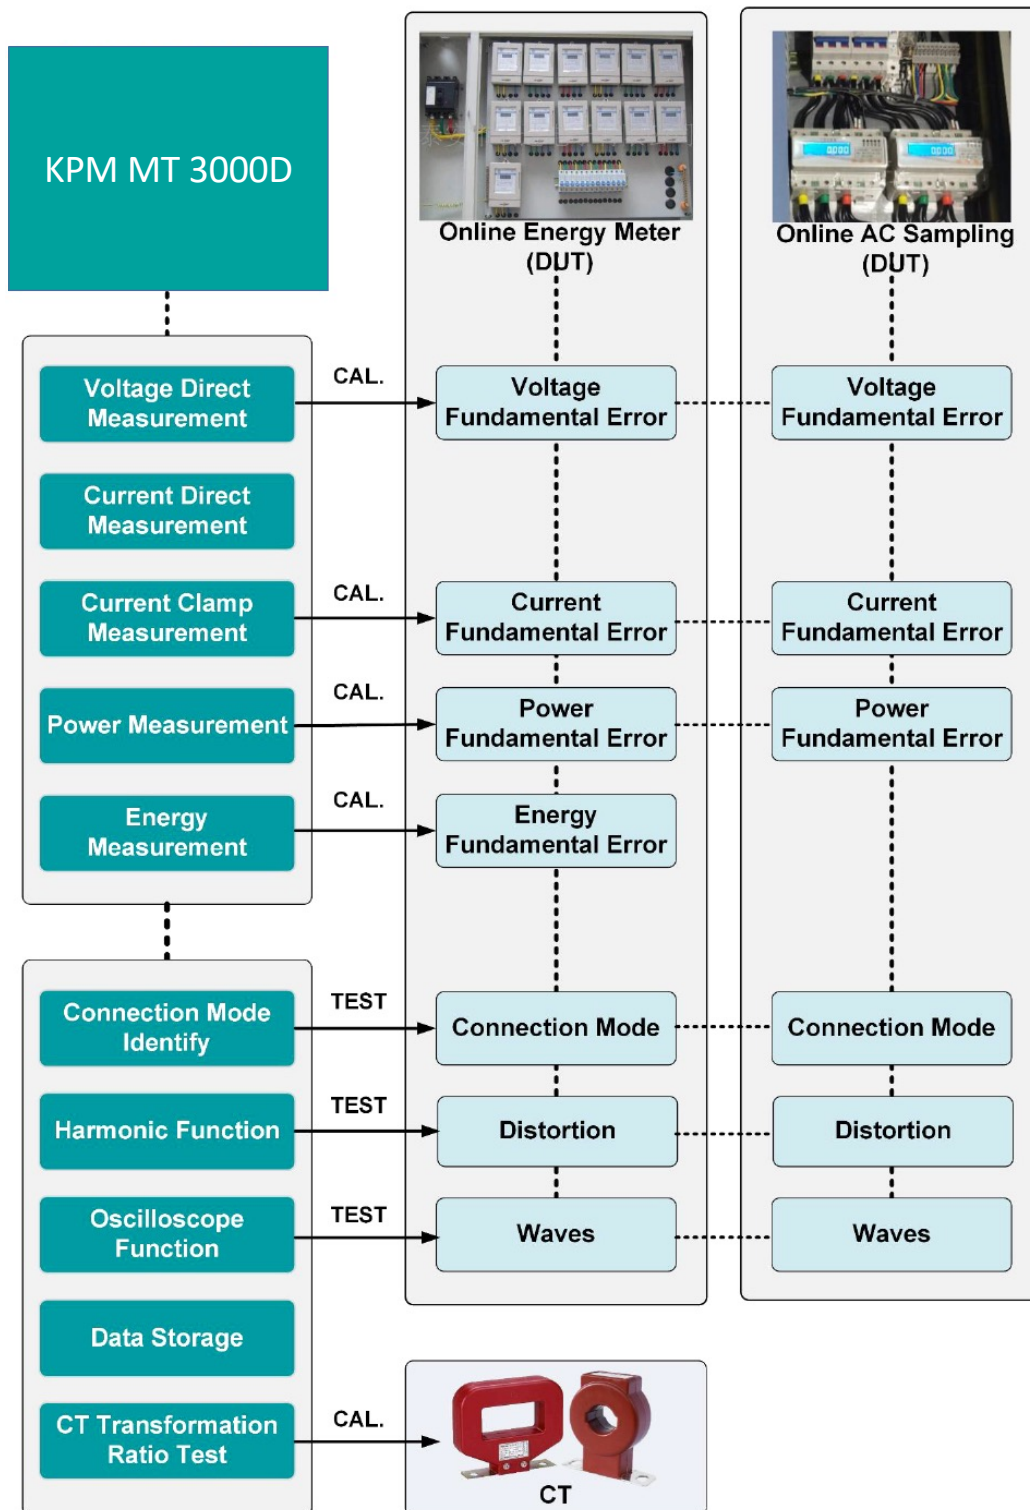 KPM MT 3000D
Online Energy Meter
(DUT)
Online AC Sampling
(DUT)
Voltage Direct
Measurement
CAL.
Voltage
Fundamental Error
Voltage
Fundamental Error
Current Direct
Measurement
Current Clamp
Measurement
CAL.
Current
Fundamental Error
Current
Fundamental Error
Power Measurement
CAL.
Power
Fundamental Error
Power
Fundamental Error
Energy
Measurement
CAL.
Energy
Fundamental Error
Connection Mode
Identify
TEST
Connection Mode
Connection Mode
Harmonic Function
TEST
Distortion
Distortion
Oscilloscope
Function
TEST
Waves
Waves
Data Storage
CT Transformation
Ratio Test
CAL.
CT